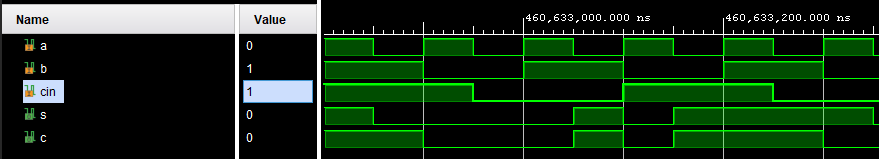 Name Value 460,633,000.000 ns 460,633,200.000 ns
a 0
b 1
cin 1
s 0
c 0